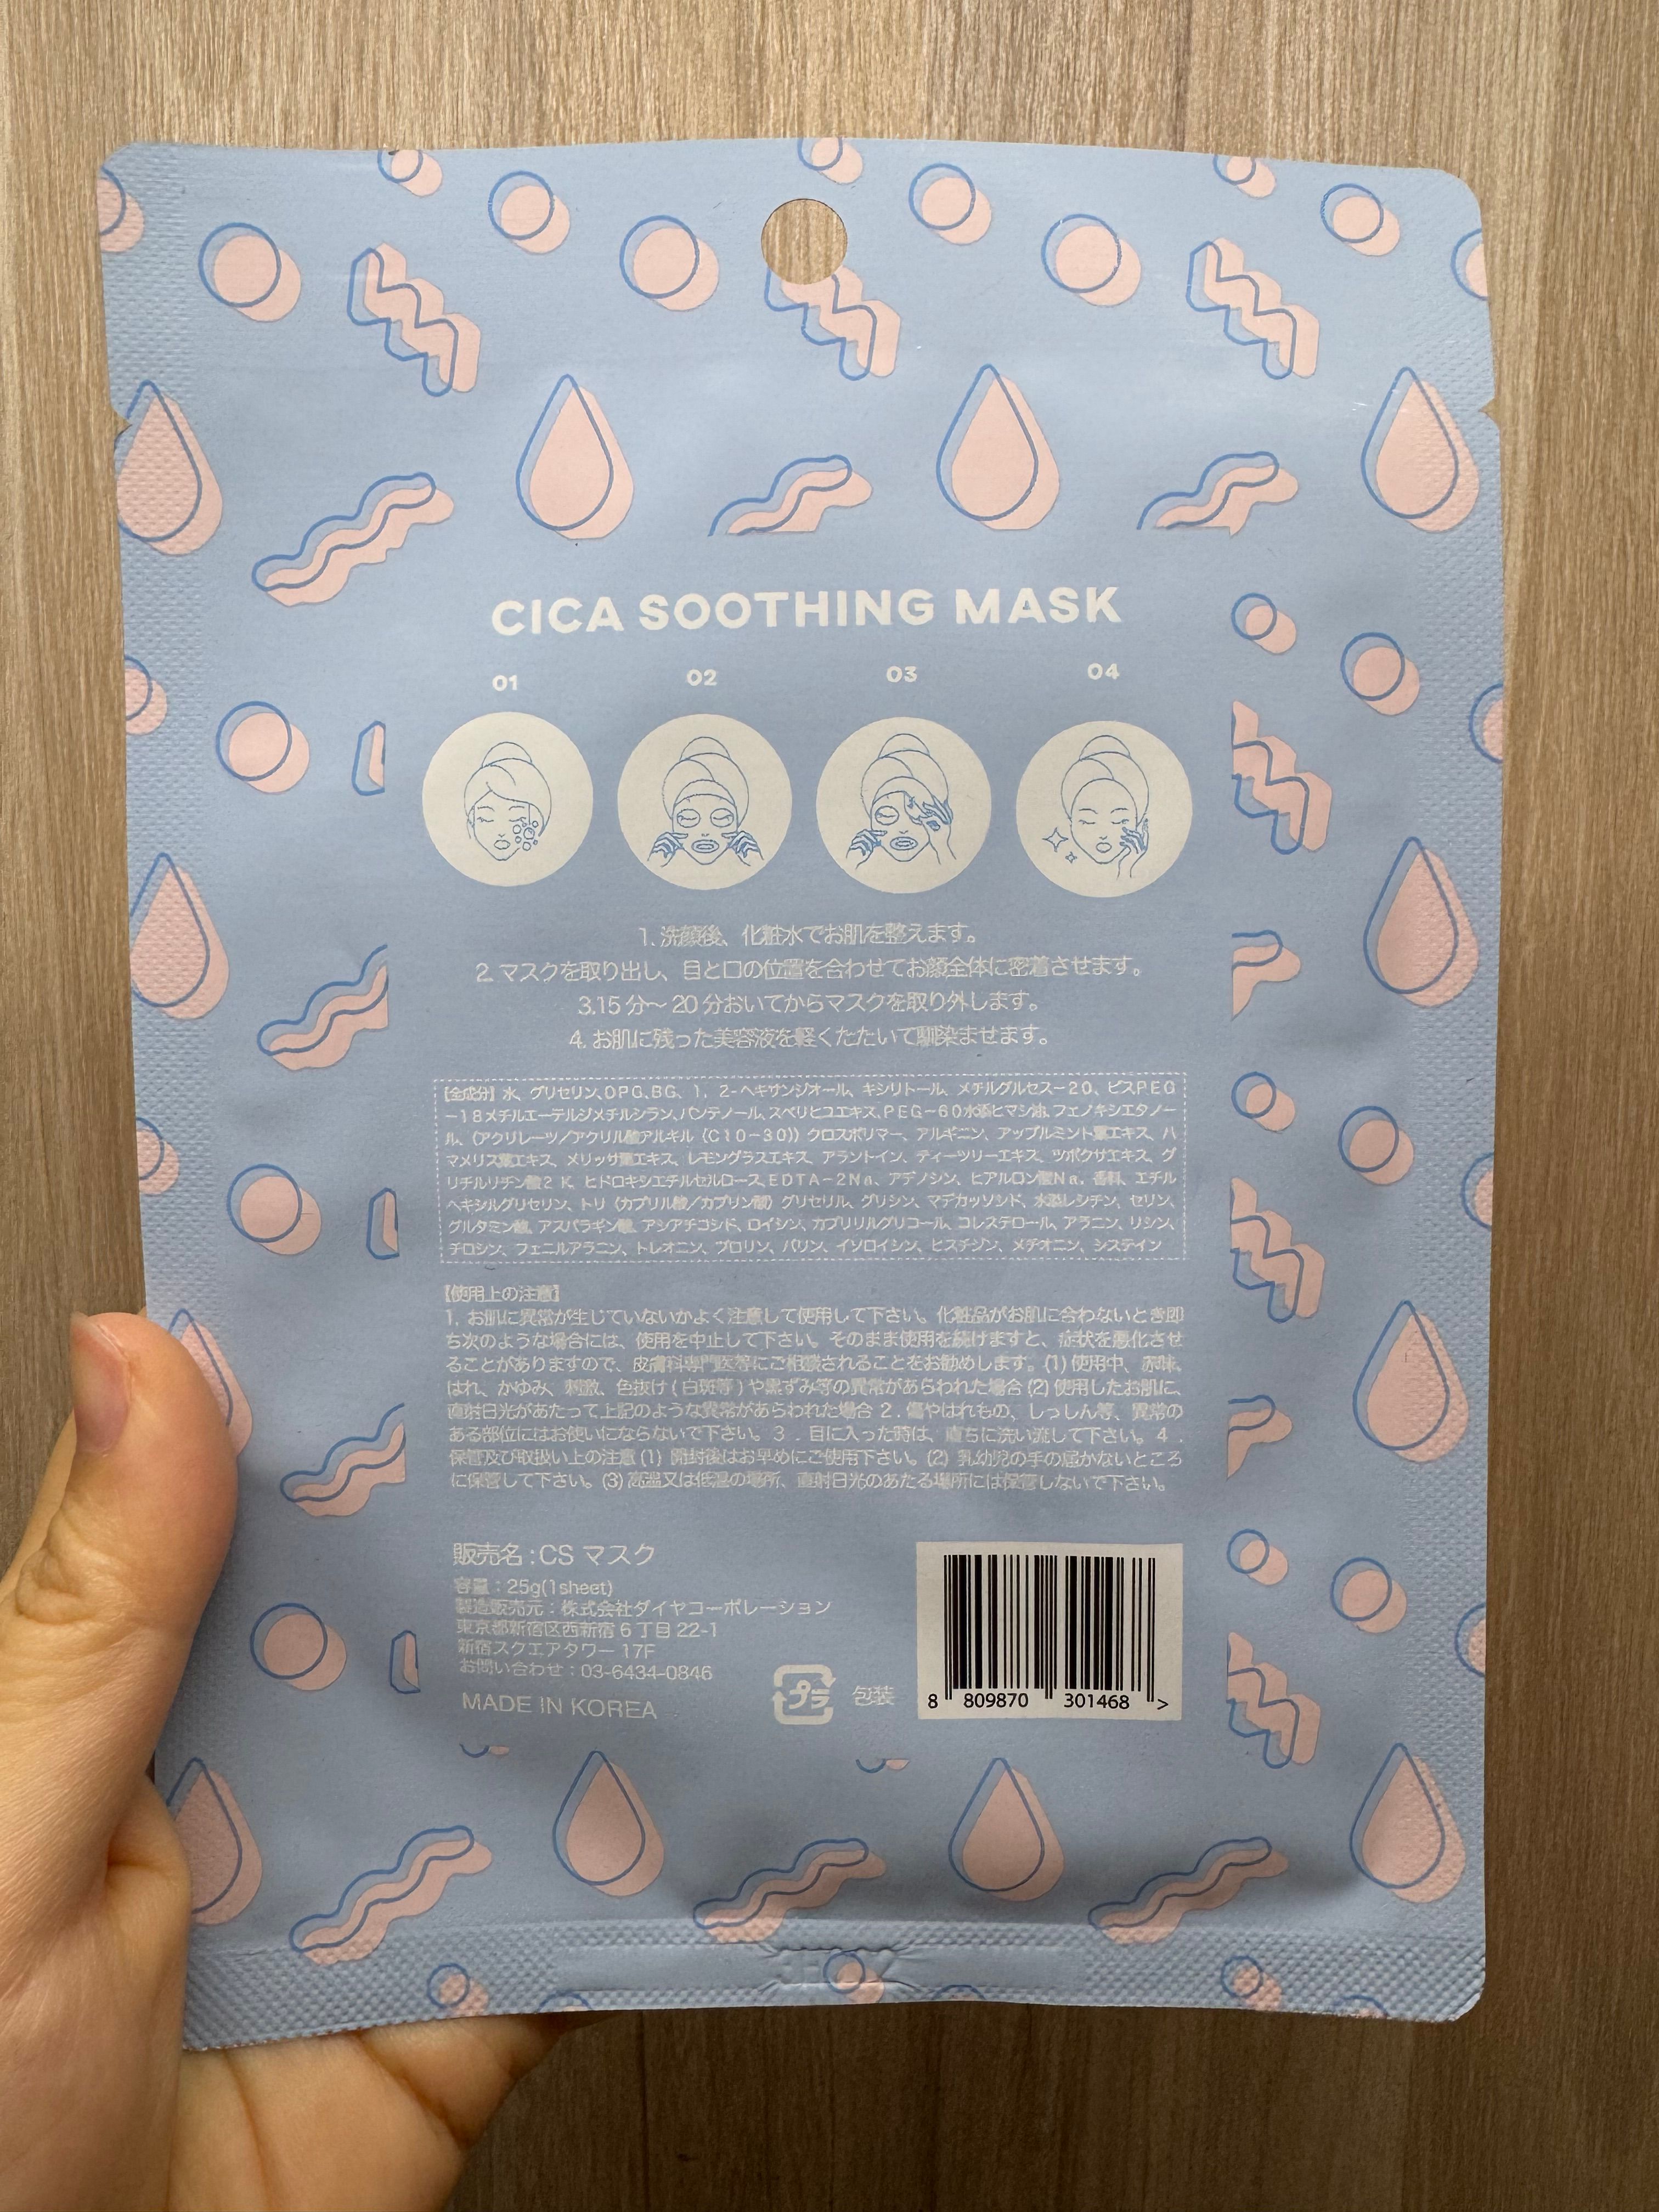 CICA SOOTHING MASK
01 02 03 04
1. 洗顔後、化粧水でお肌を整えます。
2. マスクを取り出し、目と口の位置を合わせてお顔全体に密着させます。
3.15 分〜 20 分おいてからマスクを取り外します。
4. お肌に残った美容液を軽くたたいて馴染ませます。
【全成分】水、グリセリン,DPG,BG、1，2-ヘキサンジオール、キシリトール、メチルグルセス−20、ビスPEG
−18メチルエーテルジメチルシラン,パンテノール,スベリヒユエキス,PEG−60水添ヒマシ油,フェノキシエタノー
ル、（アクリレーツ／アクリル酸アルキル（C10−30））クロスポリマー、アルギニン、アップルミント葉エキス、ハ
マメリス葉エキス、メリッサ葉エキス、レモングラスエキス、アラントイン、ティーツリーエキス、ツボクサエキス、グ
リチルリチン酸2K、ヒドロキシエチルセルロース,EDTA−2Na、アデノシン、ヒアルロン酸Na、香料、エチル
ヘキシルグリセリン、トリ（カプリル酸／カプリン酸）グリセリル、グリシン、マデカッソシド、水添レシチン、セリン、
グルタミン酸、アスパラギン酸、アシアチコシド、ロイシン、カプリリルグリコール、コレステロール、アラニン、リシン、
チロシン、フェニルアラニン、トレオニン、プロリン、バリン、イソロイシン、ヒスチジン、メチオニン、システイン
【使用上の注意】
1. お肌に異常が生じていないかよく注意して使用して下さい。化粧品がお肌に合わないとき即
ち次のような場合には、使用を中止して下さい。そのまま使用を続けますと、症状を悪化させ
ることがありますので、皮膚科専門医等にご相談されることをお勧めします。(1) 使用中、赤味、
はれ、かゆみ、刺激、色抜け ( 白斑等 ) や黒ずみ等の異常があらわれた場合 (2) 使用したお肌に、
直射日光があたって上記のような異常があらわれた場合 2 . 傷やはれもの、しっしん等、異常の
ある部位にはお使いにならないで下さい。3 . 目に入った時は、直ちに洗い流して下さい。4 .
保管及び取扱い上の注意 (1) 開封後はお早めにご使用下さい。(2) 乳幼児の手の届かないところ
に保管して下さい。(3) 高温又は低温の場所、直射日光のあたる場所には保管しないで下さい。
販売名 : CS マスク
容量 : 25g(1sheet)
製造販売元 : 株式会社ダイヤコーポレーション
東京都新宿区西新宿 6 丁目 22-1
新宿スクエアタワー 17F
お問い合わせ : 03-6434-0846
MADE IN KOREA
プラ 包装
8 809870 301468 >